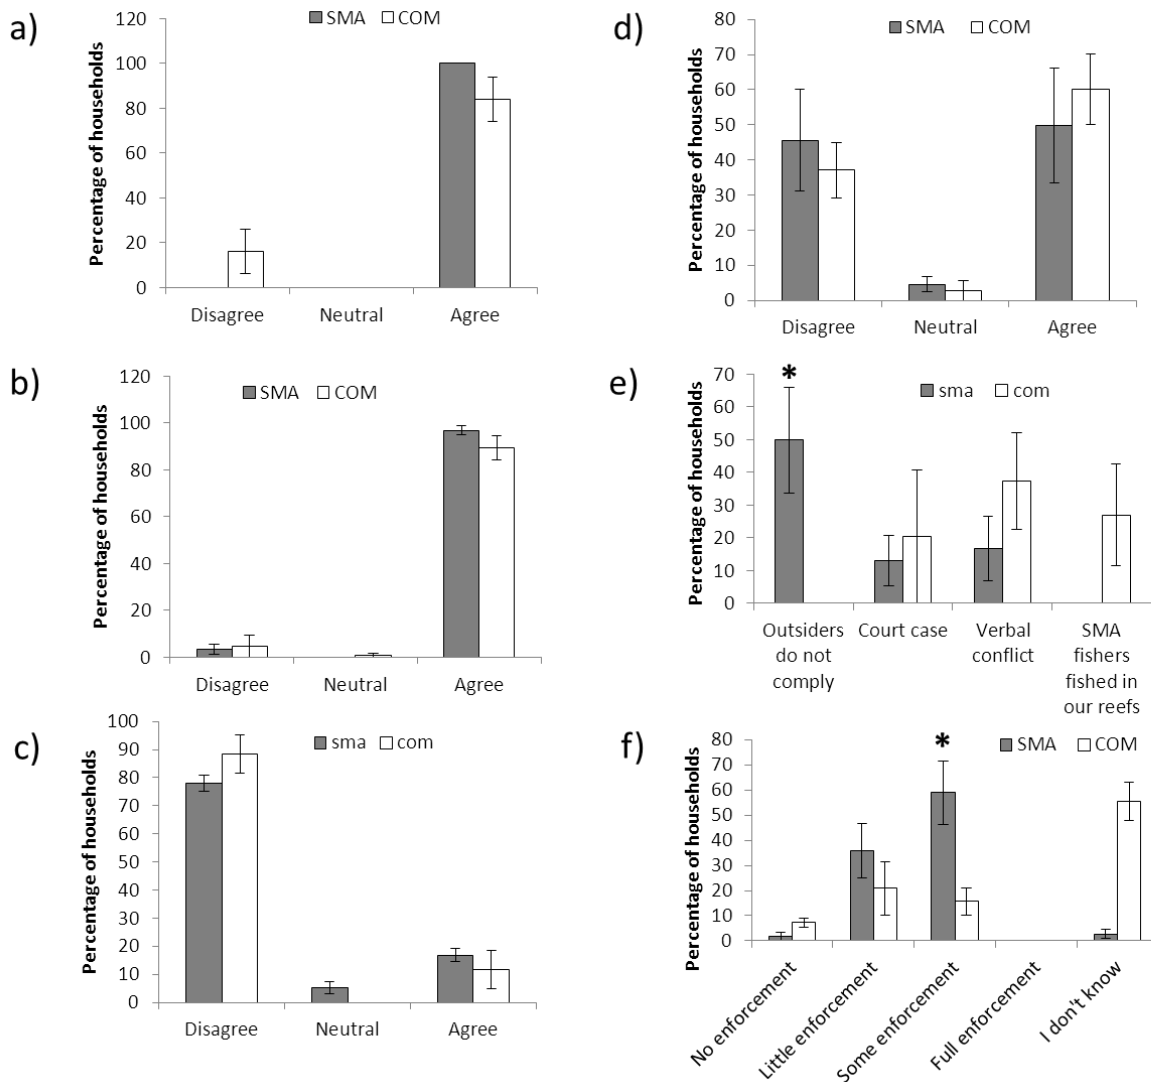 a)
SMA COM
Percentage of households
120
100
80
60
40
20
0
Disagree Neutral Agree
b)
SMA COM
Percentage of households
120
100
80
60
40
20
0
Disagree Neutral Agree
c)
sma com
Percentage of households
100
90
80
70
60
50
40
30
20
10
0
Disagree Neutral Agree
d)
SMA COM
Percentage of households
80
70
60
50
40
30
20
10
0
Disagree Neutral Agree
e)
*
sma com
Percentage of households
70
60
50
40
30
20
10
0
Outsiders
do not
comply
Court case
Verbal
conflict
SMA
fishers
fished in
our reefs
f)
*
SMA COM
Percentage of households
80
70
60
50
40
30
20
10
0
No enforcement
Little enforcement
Some enforcement
Full enforcement
I don't know